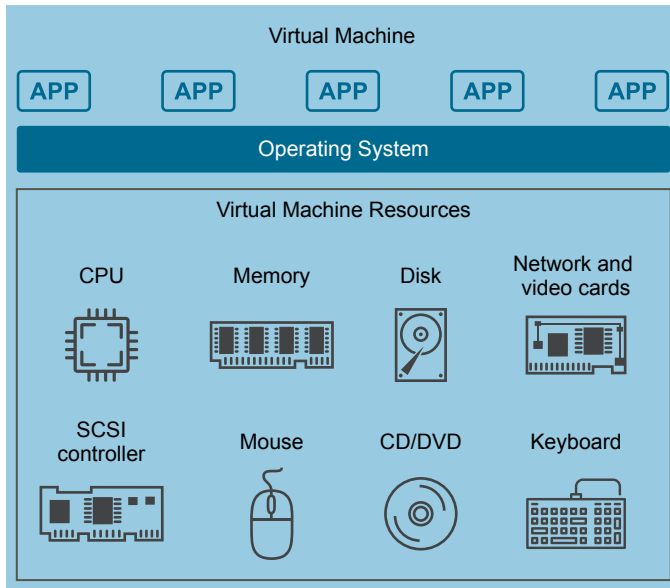 Virtual Machine
APP APP APP APP APP
Operating System
Virtual Machine Resources
CPU Memory Disk Network and
video cards
SCSI
controller Mouse CD/DVD Keyboard